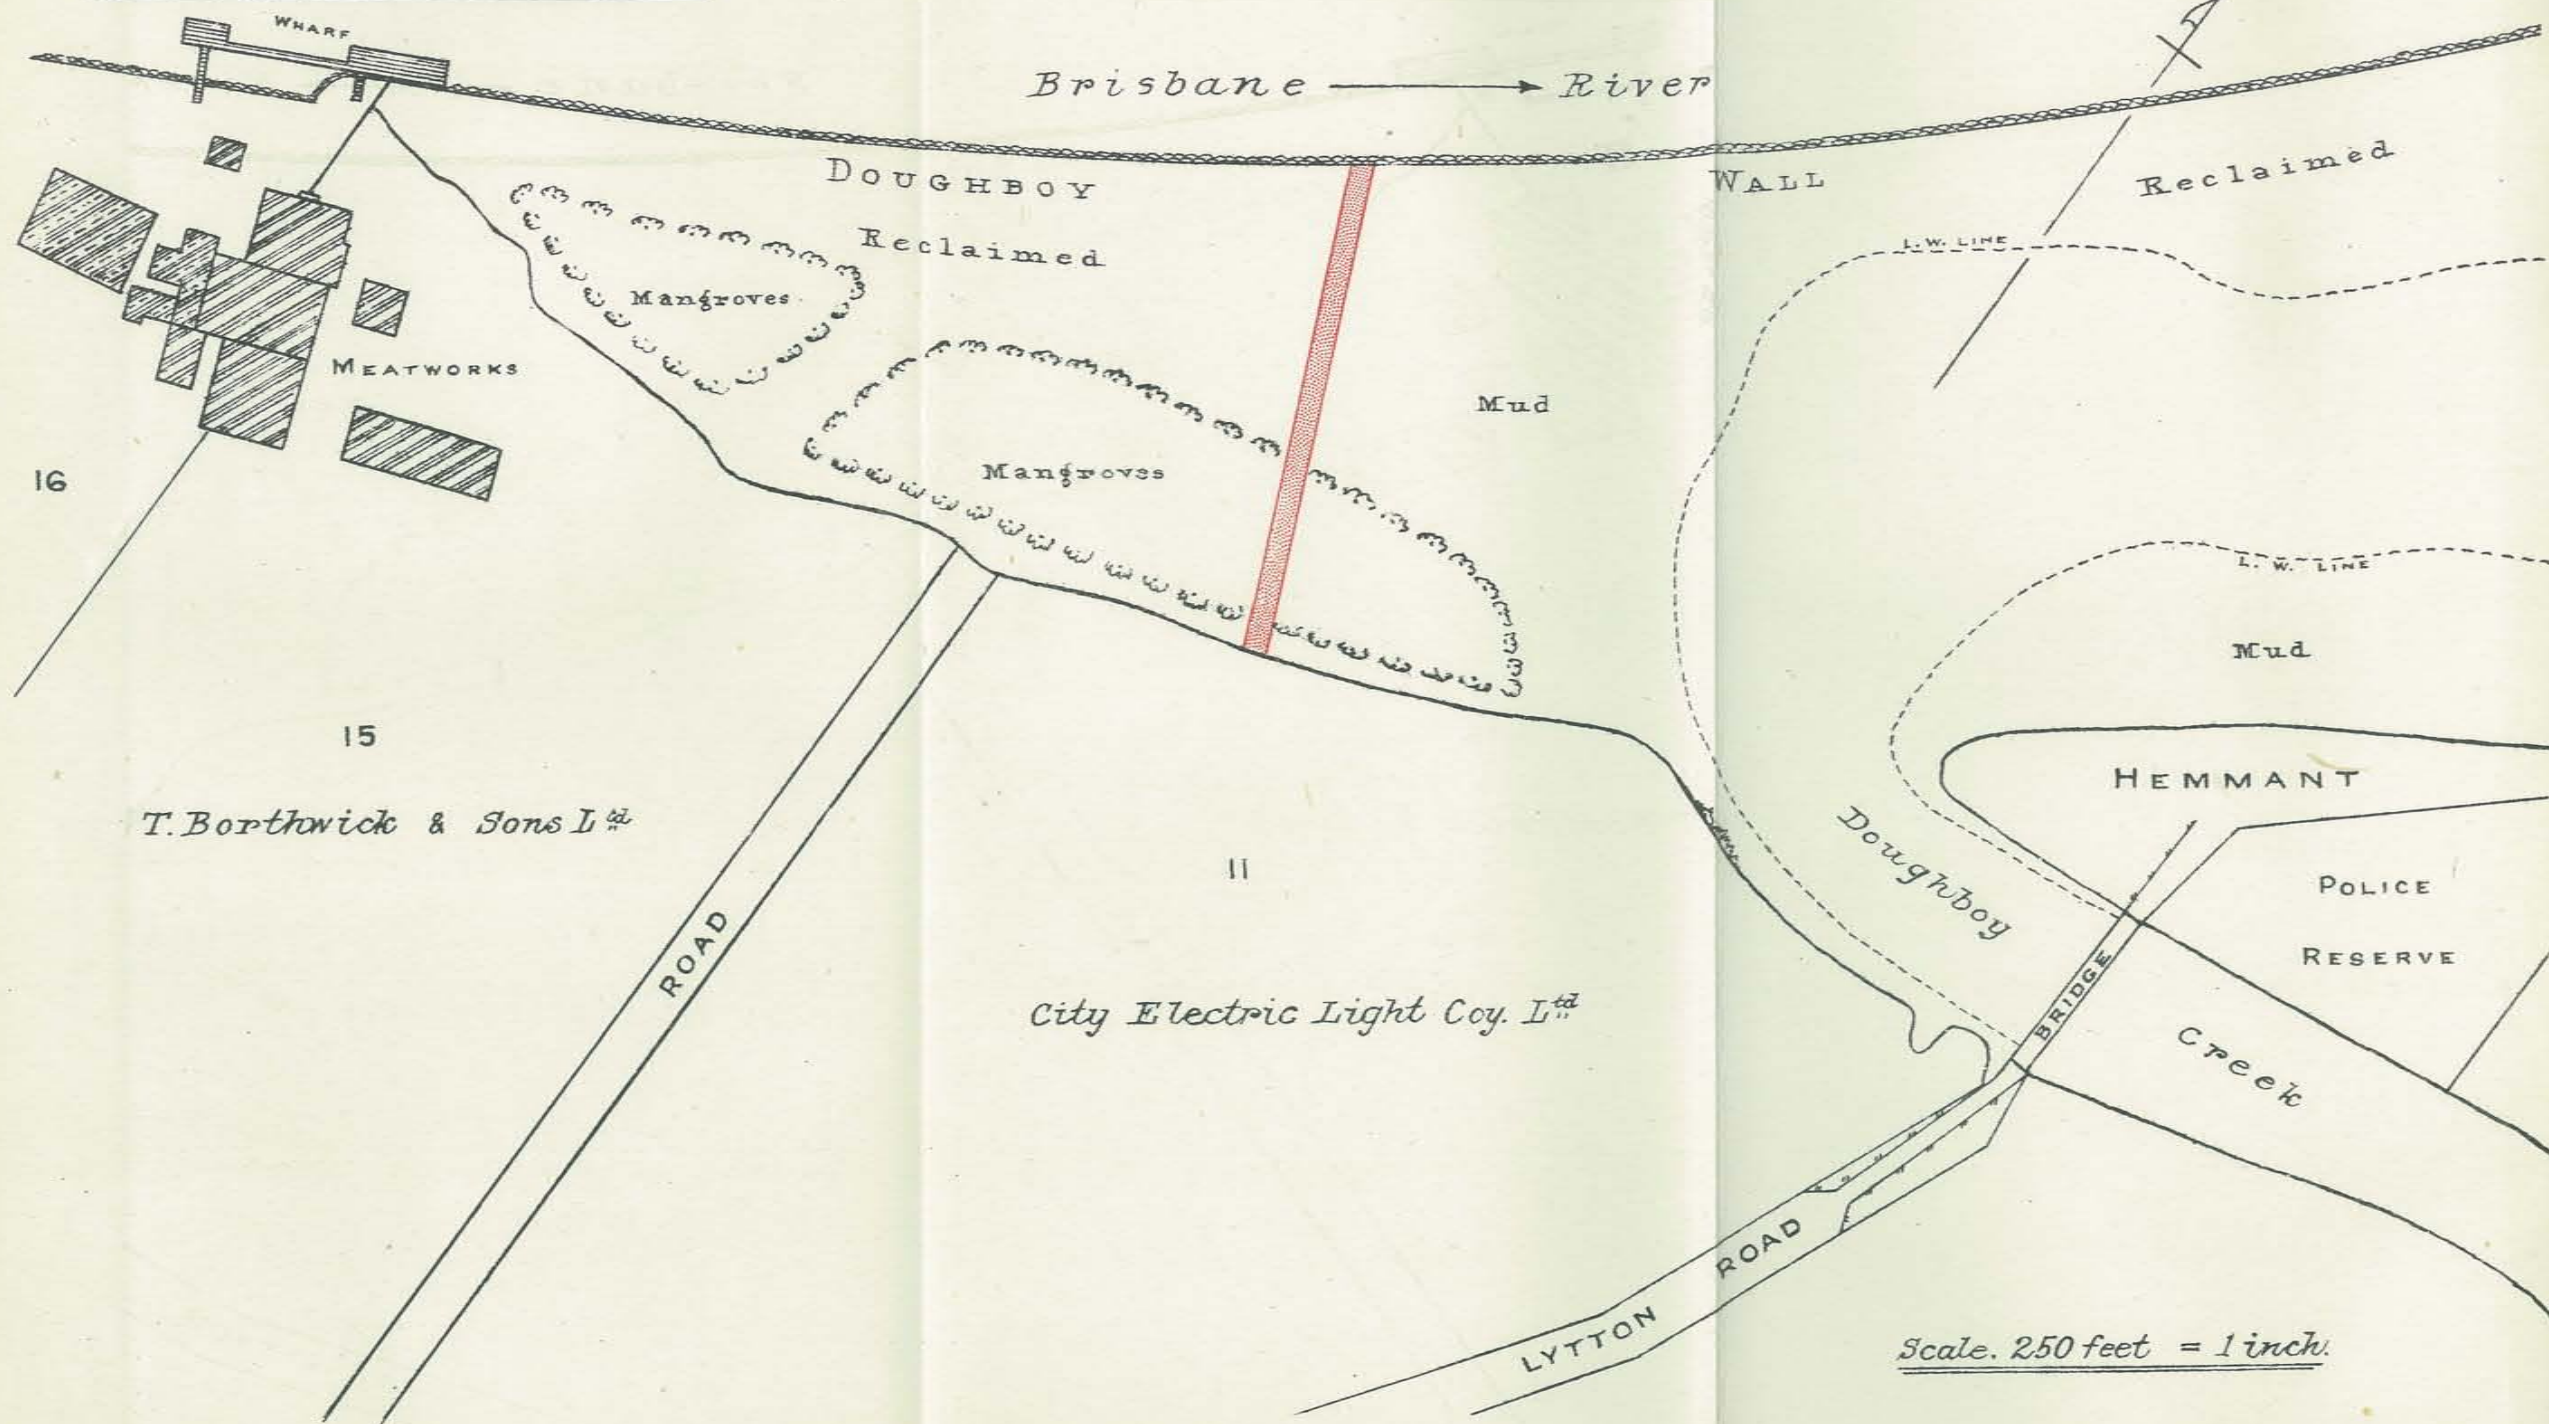 WHARF
Brisbane River
DOUGHBOY WALL
Reclaimed
Reclaimed
L.W. LINE
Mangroves
MEATWORKS
Mud
Mangroves
16
L. W. LINE
Mud
15
HEMMANT
T. Borthwick & Sons Ltd
Doughboy
11
POLICE
RESERVE
ROAD
BRIDGE
City Electric Light Coy. Ltd
Creek
LYTTON ROAD
Scale. 250 feet = 1 inch.